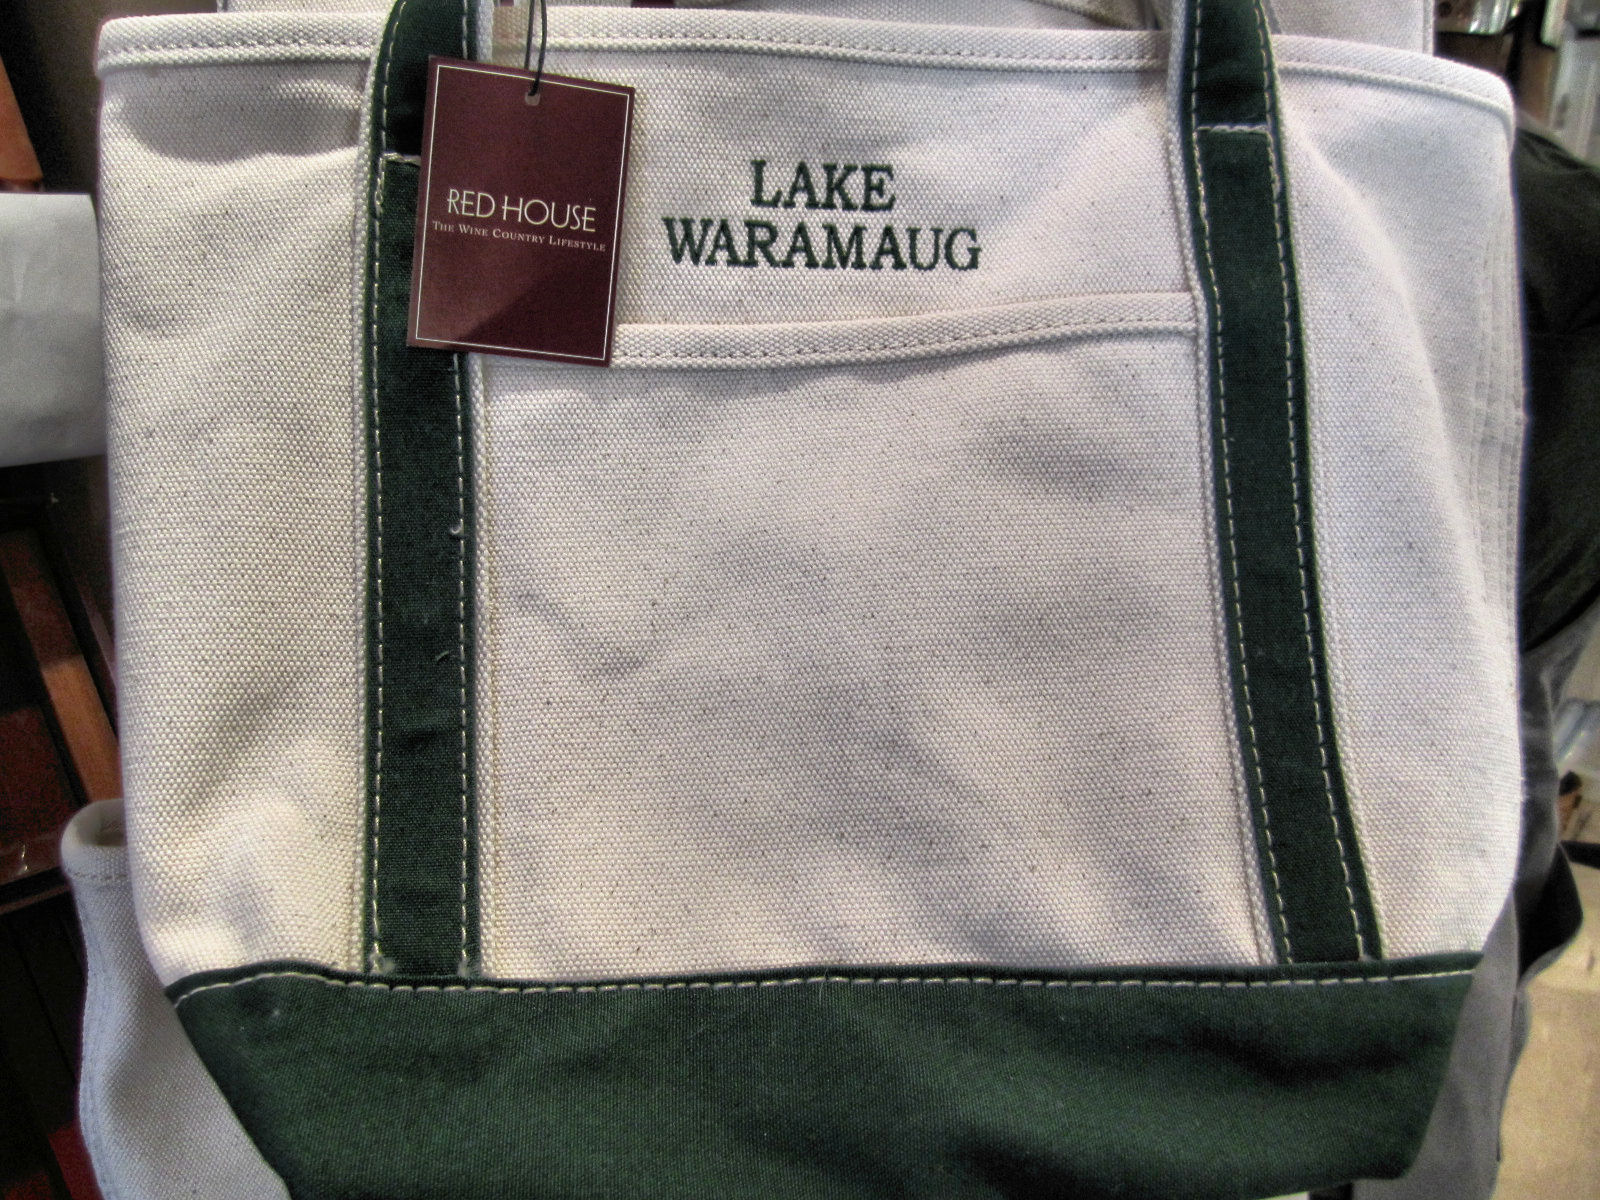 RED HOUSE
THE WINE COUNTRY LIFESTYLE
LAKE
WARAMAUG